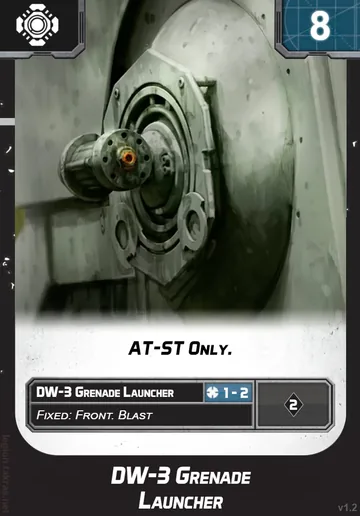 8
AT-ST Only.
DW-3 Grenade Launcher 1 - 2
Fixed: Front. Blast
2
DW-3 Grenade
Launcher
v1.2